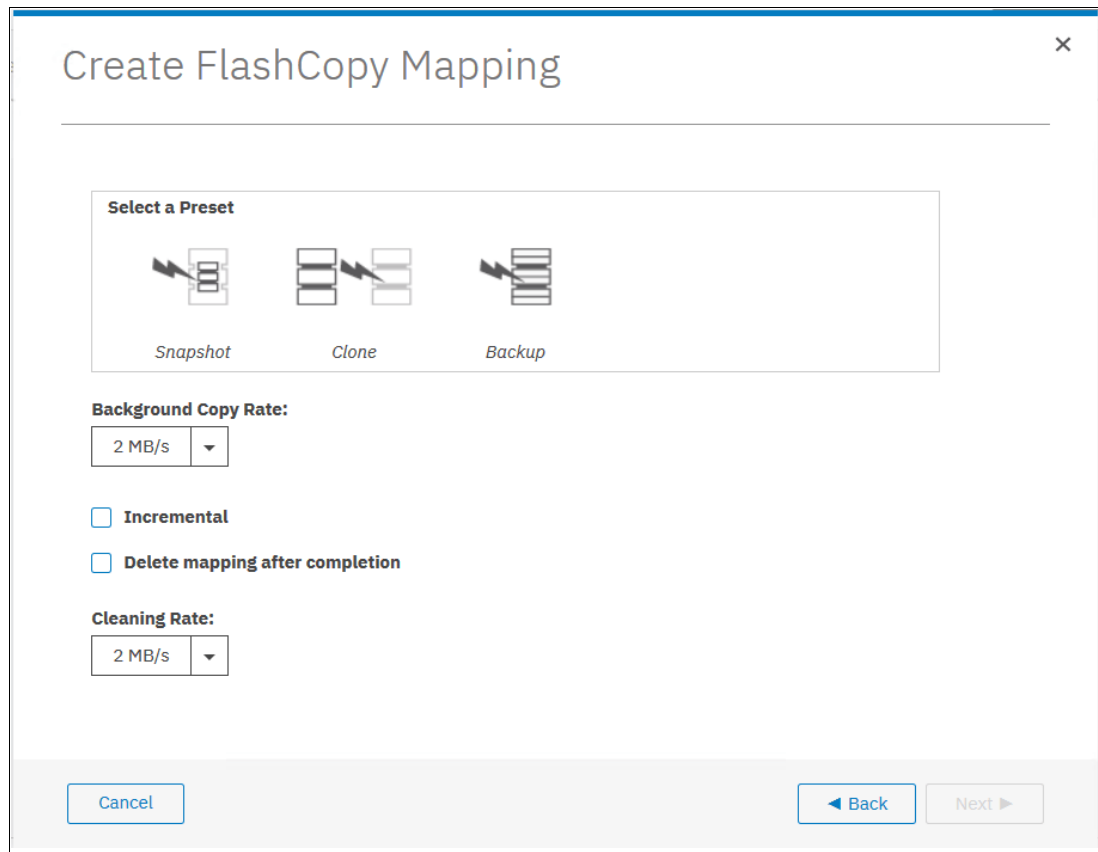 Create FlashCopy Mapping
Select a Preset
Snapshot Clone Backup
Background Copy Rate:
2 MB/s
Incremental
Delete mapping after completion
Cleaning Rate:
2 MB/s
Cancel Back Next